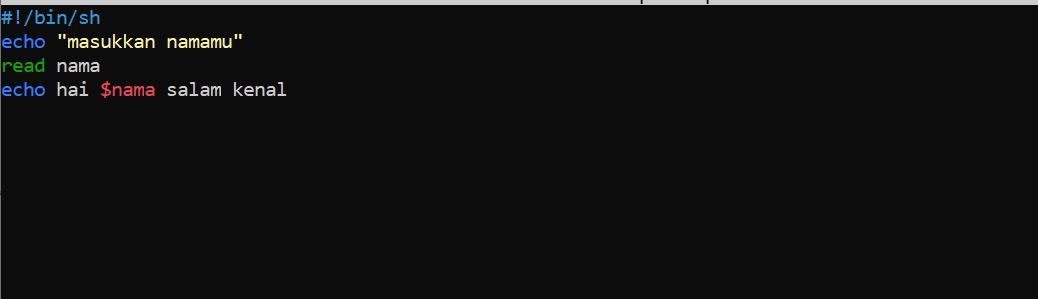 #!/bin/sh
echo "masukkan namamu"
read nama
echo hai $nama salam kenal